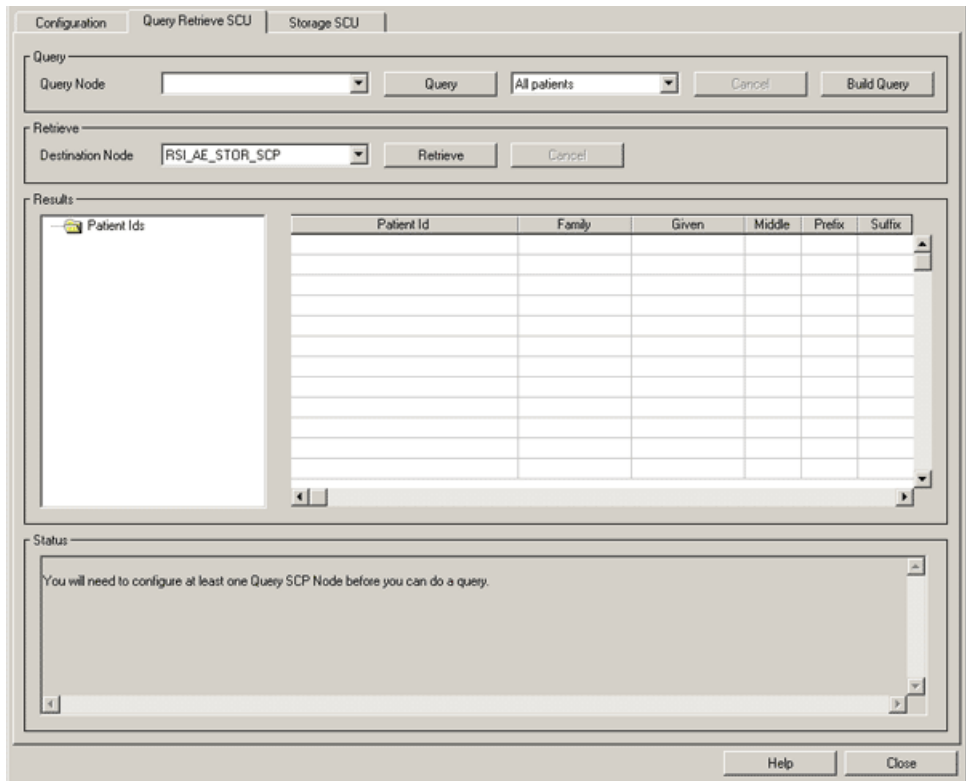 Configuration Query Retrieve SCU Storage SCU
Query
Query Node Query All patients Cancel Build Query
Retrieve
Destination Node RSI_AE_STOR_SCP Retrieve Cancel
Results
Patient Ids
Patient Id Family Given Middle Prefix Suffix
Status
You will need to configure at least one Query SCP Node before you can do a query.
Help Close